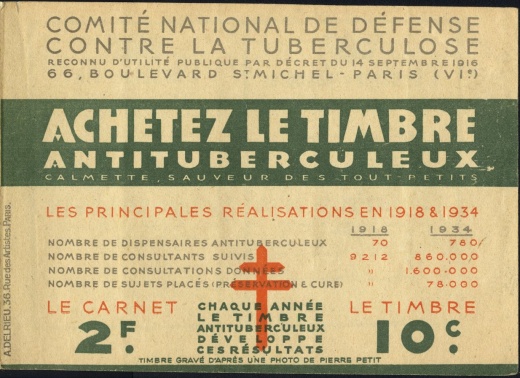 COMITÉ NATIONAL DE DÉFENSE
CONTRE LA TUBERCULOSE
RECONNU D'UTILITÉ PUBLIQUE PAR DÉCRET DU 14 SEPTEMBRE 1916
66, BOULEVARD ST MICHEL - PARIS (VIe)
ACHETEZ LE TIMBRE
ANTITUBERCULEUX
CALMETTE, SAUVEUR DES TOUT-PETITS
LES PRINCIPALES RÉALISATIONS EN 1918 & 1934
1918 1934
NOMBRE DE DISPENSAIRES ANTITUBERCULEUX 70 780
NOMBRE DE CONSULTANTS SUIVIS 9212 860.000
NOMBRE DE CONSULTATIONS DONNÉES " 1.600.000
NOMBRE DE SUJETS PLACÉS (PRÉSERVATION & CURE) " 78.000
LE CARNET
2F.
CHAQUE ANNÉE
LE TIMBRE
ANTITUBERCULEUX
DÉVELOPPE
CES RÉSULTATS
LE TIMBRE
10c.
TIMBRE GRAVÉ D'APRÈS UNE PHOTO DE PIERRE PETIT
A. DELRIEU, 36, Rue des Artistes, PARIS.